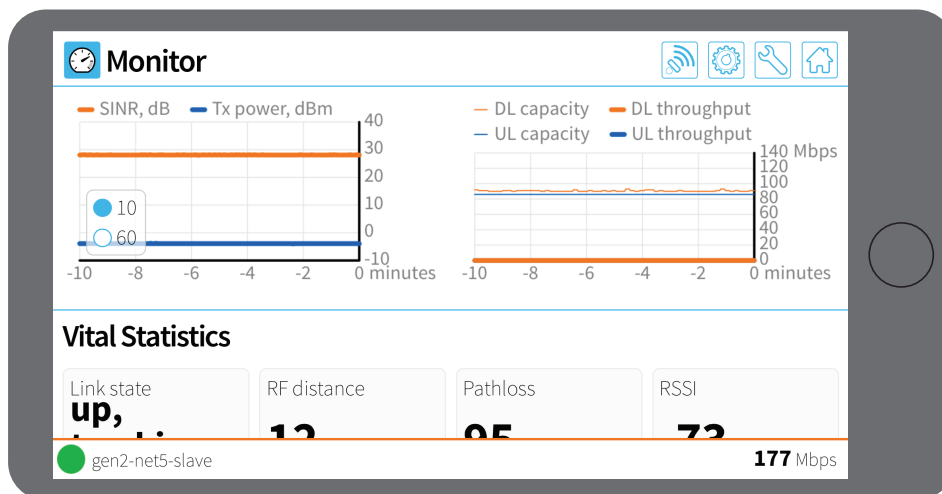 Monitor
SINR, dB Tx power, dBm
40
30
20
10
0
-10
10
60
-10 -8 -6 -4 -2 0 minutes
DL capacity DL throughput
UL capacity UL throughput
140 Mbps
120
100
80
60
40
20
0
-10 -8 -6 -4 -2 0 minutes
Vital Statistics
Link state
up,
RF distance
12
Pathloss
95
RSSI
-73
gen2-net5-slave
177 Mbps